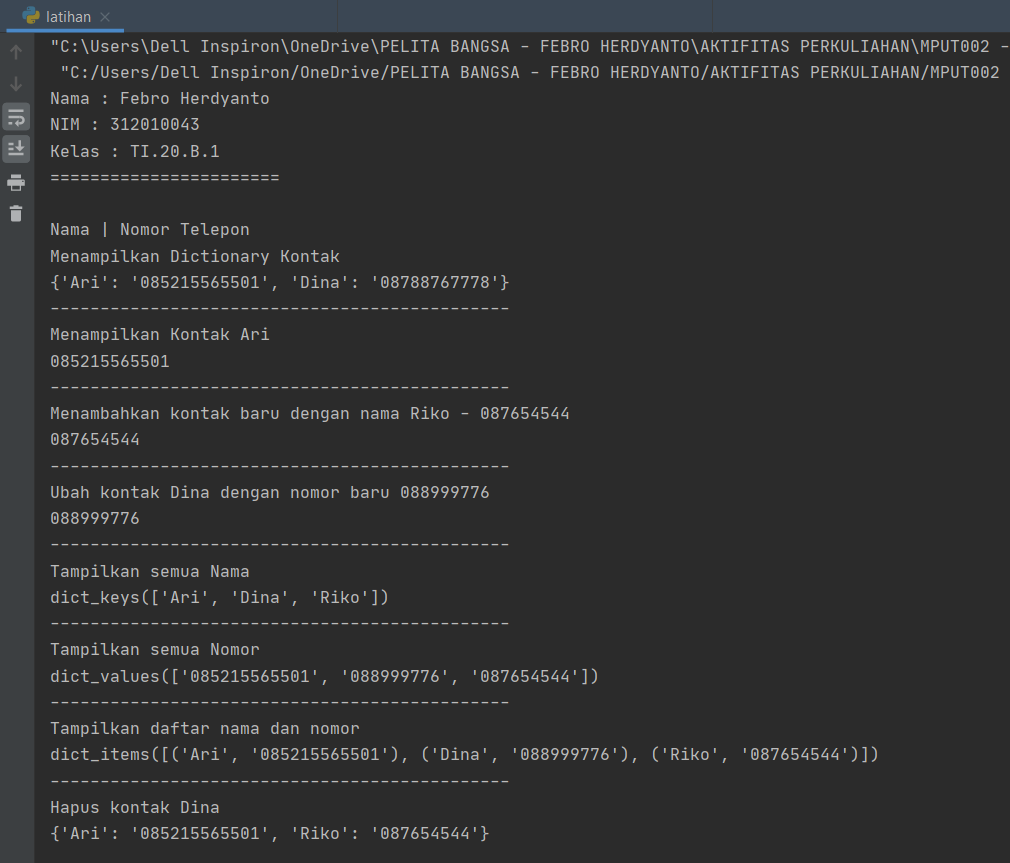 latihan
"C:\Users\Dell Inspiron\OneDrive\PELITA BANGSA - FEBRO HERDYANTO\AKTIFITAS PERKULIAHAN\MPUT002 -
"C:/Users/Dell Inspiron/OneDrive/PELITA BANGSA - FEBRO HERDYANTO/AKTIFITAS PERKULIAHAN/MPUT002
Nama : Febro Herdyanto
NIM : 312010043
Kelas : TI.20.B.1
=======================
Nama | Nomor Telepon
Menampilkan Dictionary Kontak
{'Ari': '085215565501', 'Dina': '08788767778'}
----------------------------------------------
Menampilkan Kontak Ari
085215565501
----------------------------------------------
Menambahkan kontak baru dengan nama Riko - 087654544
087654544
----------------------------------------------
Ubah kontak Dina dengan nomor baru 088999776
088999776
----------------------------------------------
Tampilkan semua Nama
dict_keys(['Ari', 'Dina', 'Riko'])
----------------------------------------------
Tampilkan semua Nomor
dict_values(['085215565501', '088999776', '087654544'])
----------------------------------------------
Tampilkan daftar nama dan nomor
dict_items([('Ari', '085215565501'), ('Dina', '088999776'), ('Riko', '087654544')])
----------------------------------------------
Hapus kontak Dina
{'Ari': '085215565501', 'Riko': '087654544'}